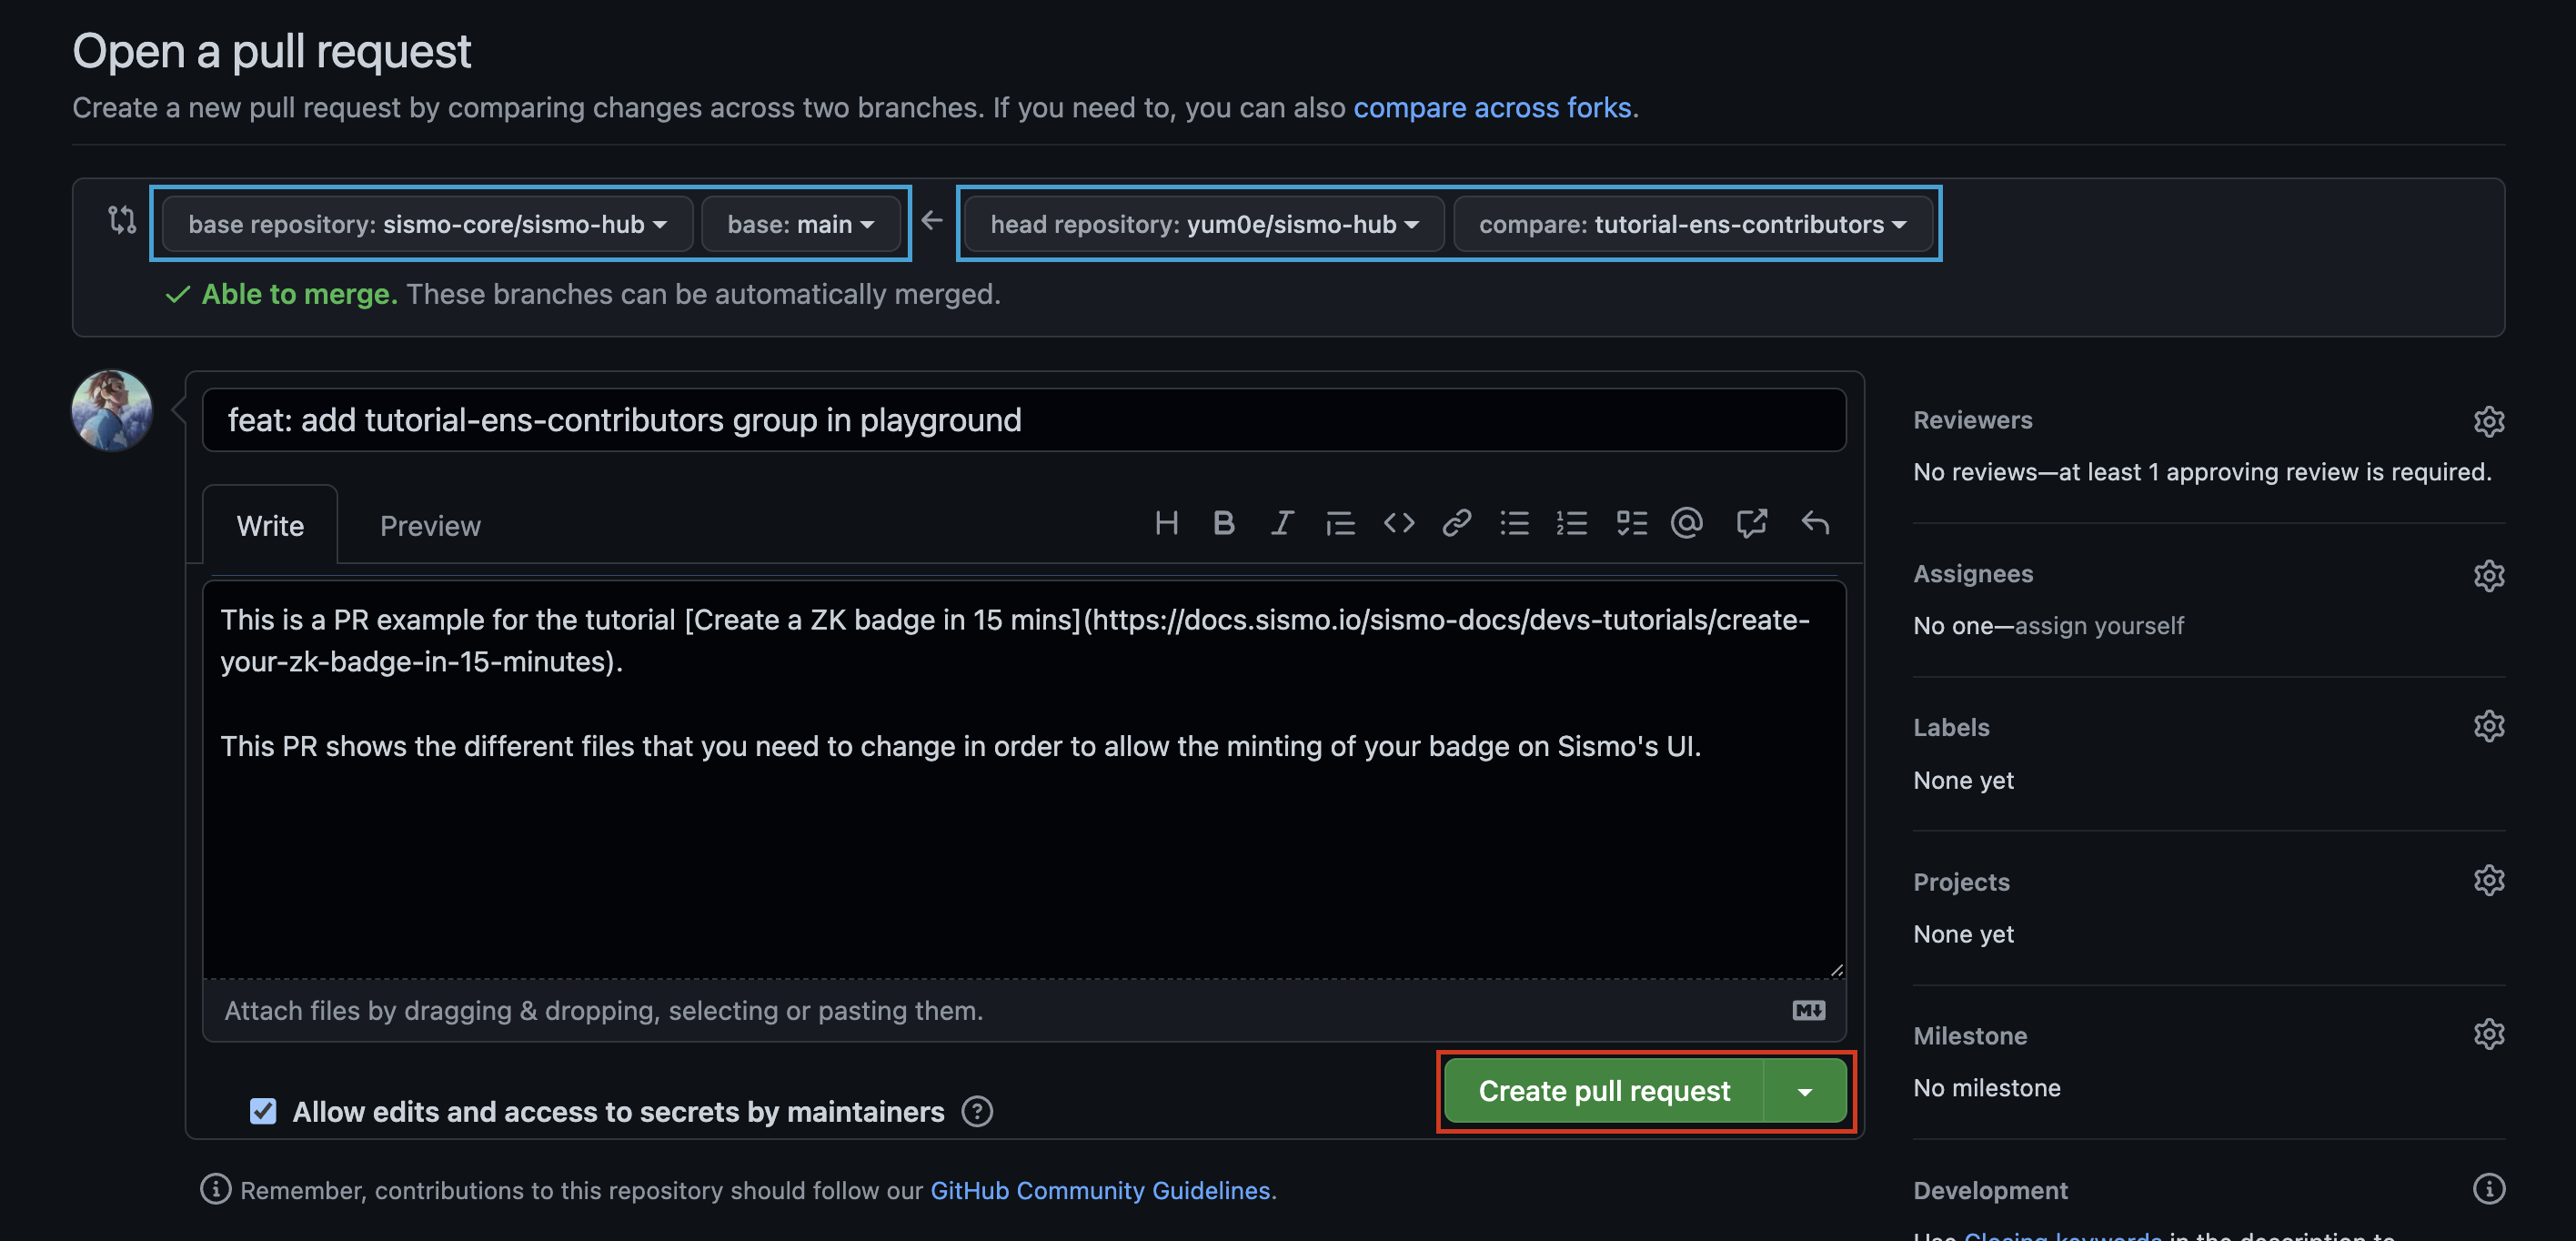 Open a pull request
Create a new pull request by comparing changes across two branches. If you need to, you can also compare across forks.
base repository: sismo-core/sismo-hub base: main ← head repository: yum0e/sismo-hub compare: tutorial-ens-contributors
Able to merge. These branches can be automatically merged.
feat: add tutorial-ens-contributors group in playground
Write Preview
This is a PR example for the tutorial [Create a ZK badge in 15 mins](https://docs.sismo.io/sismo-docs/devs-tutorials/create-
your-zk-badge-in-15-minutes).
This PR shows the different files that you need to change in order to allow the minting of your badge on Sismo's UI.
Attach files by dragging & dropping, selecting or pasting them.
Allow edits and access to secrets by maintainers
Create pull request
Remember, contributions to this repository should follow our GitHub Community Guidelines.
Reviewers
No reviews—at least 1 approving review is required.
Assignees
No one—assign yourself
Labels
None yet
Projects
None yet
Milestone
No milestone
Development
Use Closing keywords in the description to